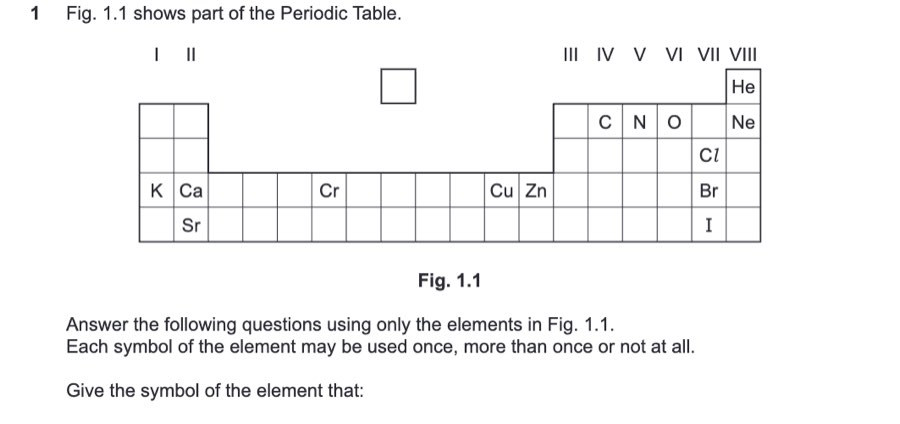 1 Fig. 1.1 shows part of the Periodic Table.
I II III IV V VI VII VIII
He
C N O Ne
Cl
K Ca Cr Cu Zn Br
Sr I
Fig. 1.1
Answer the following questions using only the elements in Fig. 1.1.
Each symbol of the element may be used once, more than once or not at all.
Give the symbol of the element that: